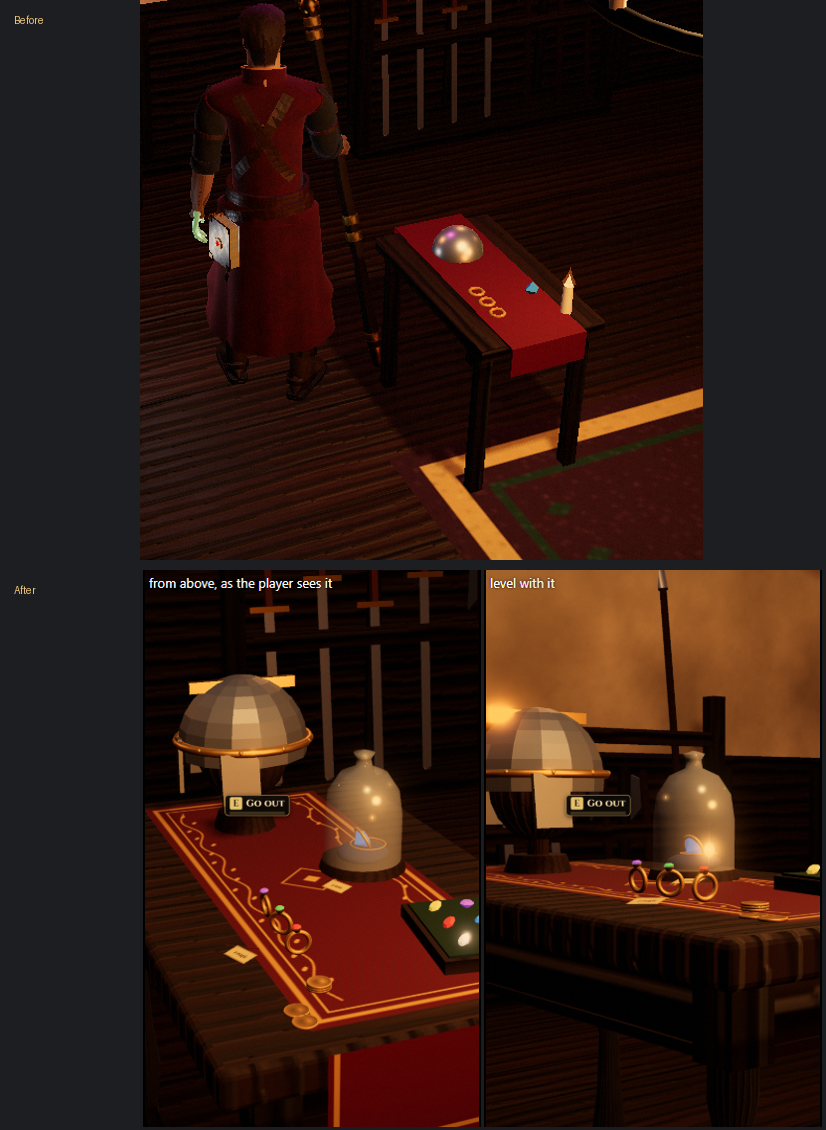 Before
After
from above, as the player sees it
level with it
E GO OUT
E GO OUT